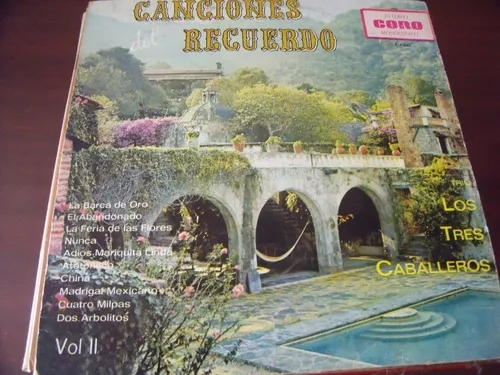 CANCIONES
del
RECUERDO
CORO
La Barca de Oro
El Abandonado
La Feria de las Flores
Nunca
Adios Mariquita Linda
Atotonilco
China
Madrigal Mexicano
Cuatro Milpas
Dos Arbolitos
Vol II
LOS
TRES
CABALLEROS